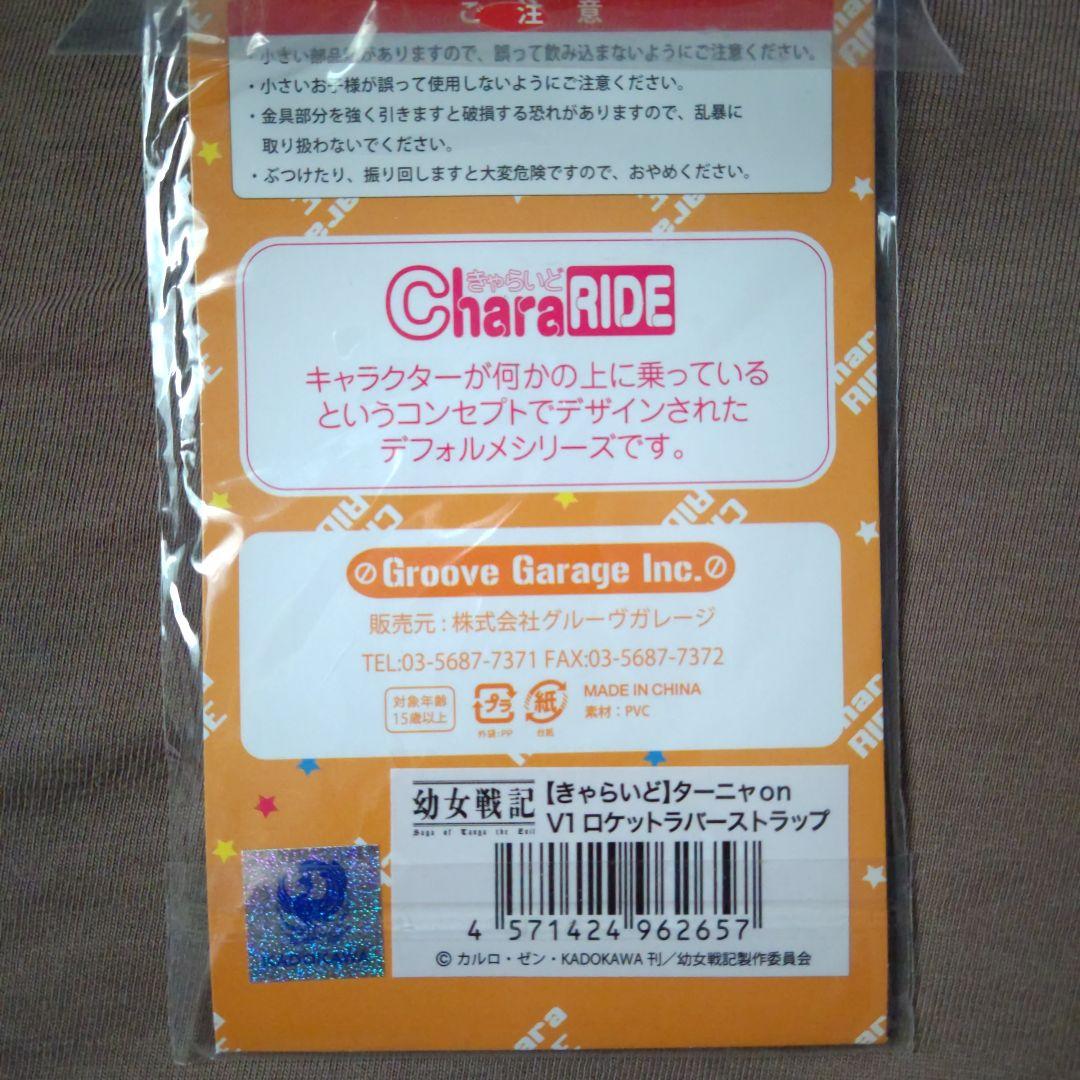 ご注意
・小さい部品等がありますので、誤って飲み込まないようにご注意ください。
・小さいお子様が誤って使用しないようにご注意ください。
・金具部分を強く引きますと破損する恐れがありますので、乱暴に
取り扱わないでください。
・ぶつけたり、振り回しますと大変危険ですので、おやめください。
きゃらいど
CharaRIDE
キャラクターが何かの上に乗っている
というコンセプトでデザインされた
デフォルメシリーズです。
Groove Garage Inc.
販売元:株式会社グルーヴガレージ
TEL:03-5687-7371 FAX:03-5687-7372
対象年齢
15歳以上
プラ
外袋:PP
紙
台紙
MADE IN CHINA
素材:PVC
幼女戦記
Saga of Tanya the Evil
【きゃらいど】ターニャon
V1 ロケットラバーストラップ
4 571424 962657
© カルロ・ゼン・KADOKAWA 刊／幼女戦記製作委員会
KADOKAWA